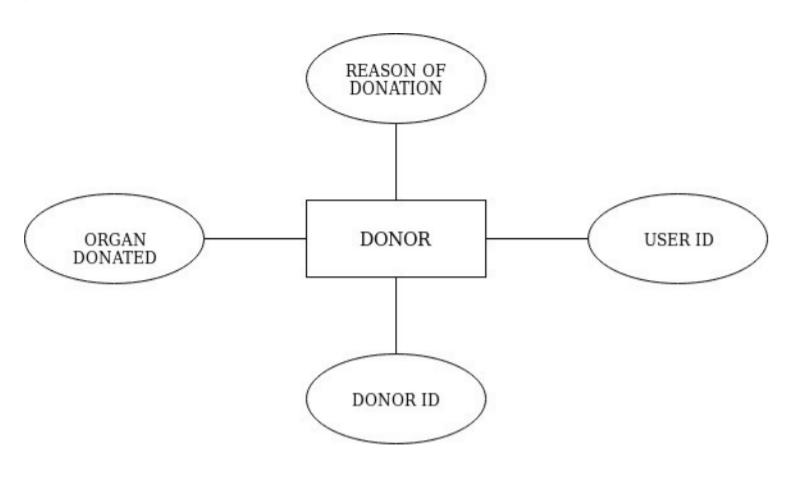 REASON OF
DONATION
ORGAN
DONATED
DONOR
USER ID
DONOR ID